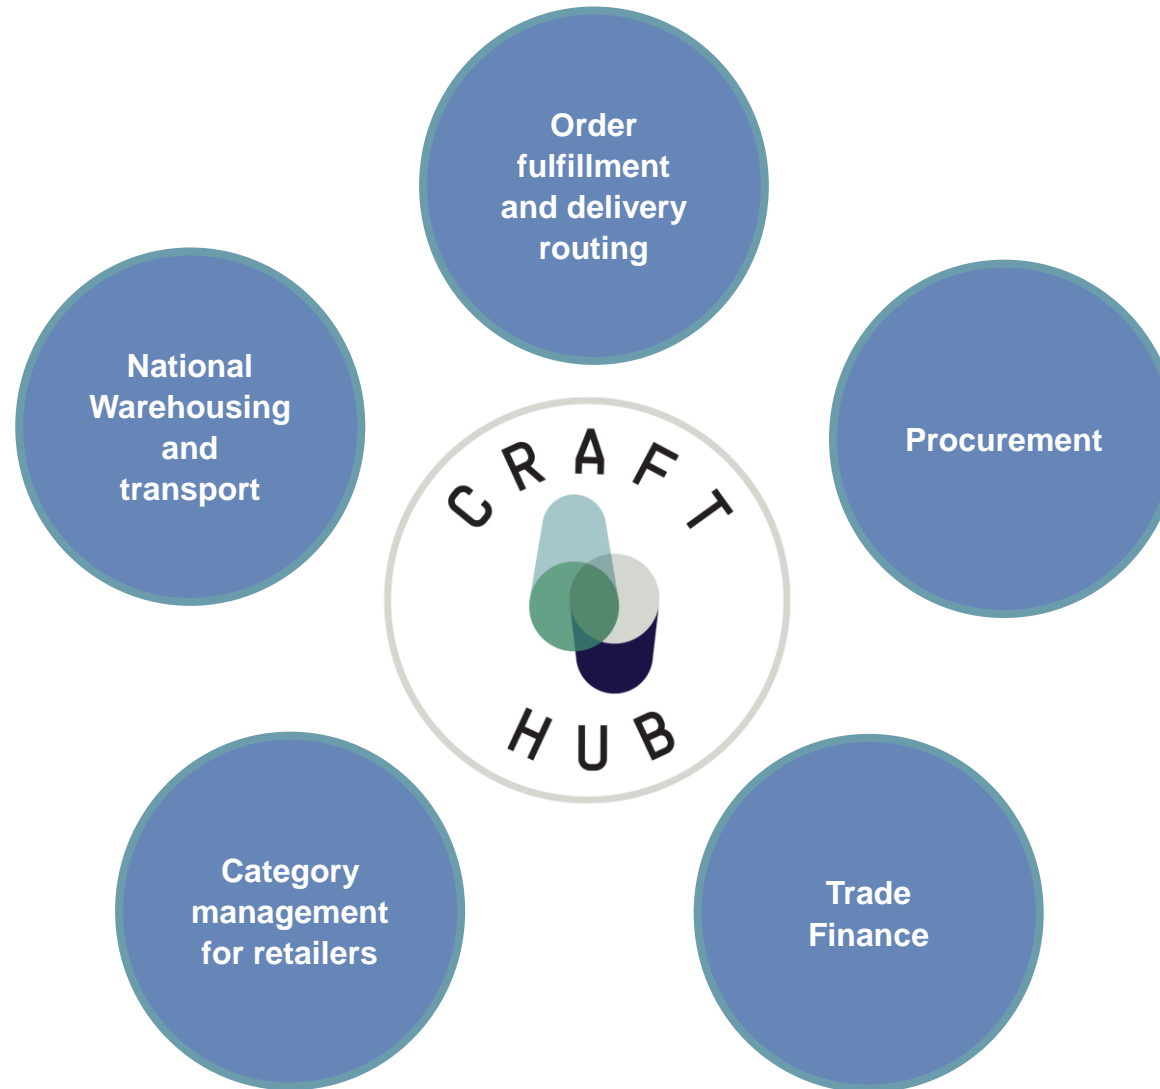 Order
fulfillment
and delivery
routing
National
Warehousing
and
transport
Procurement
CRAFT
HUB
Category
management
for retailers
Trade
Finance